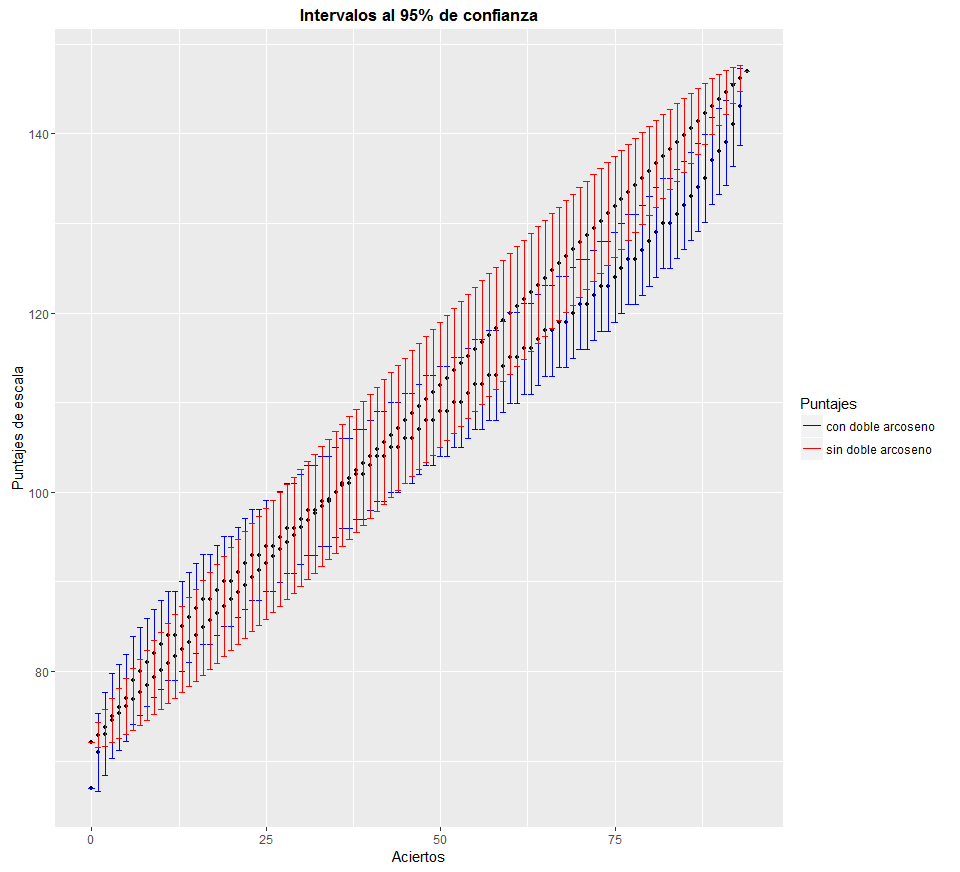 Intervalos al 95% de confianza
140
120
100
80
Puntajes de escala
0
25
50
75
Aciertos
Puntajes
con doble arcoseno
sin doble arcoseno